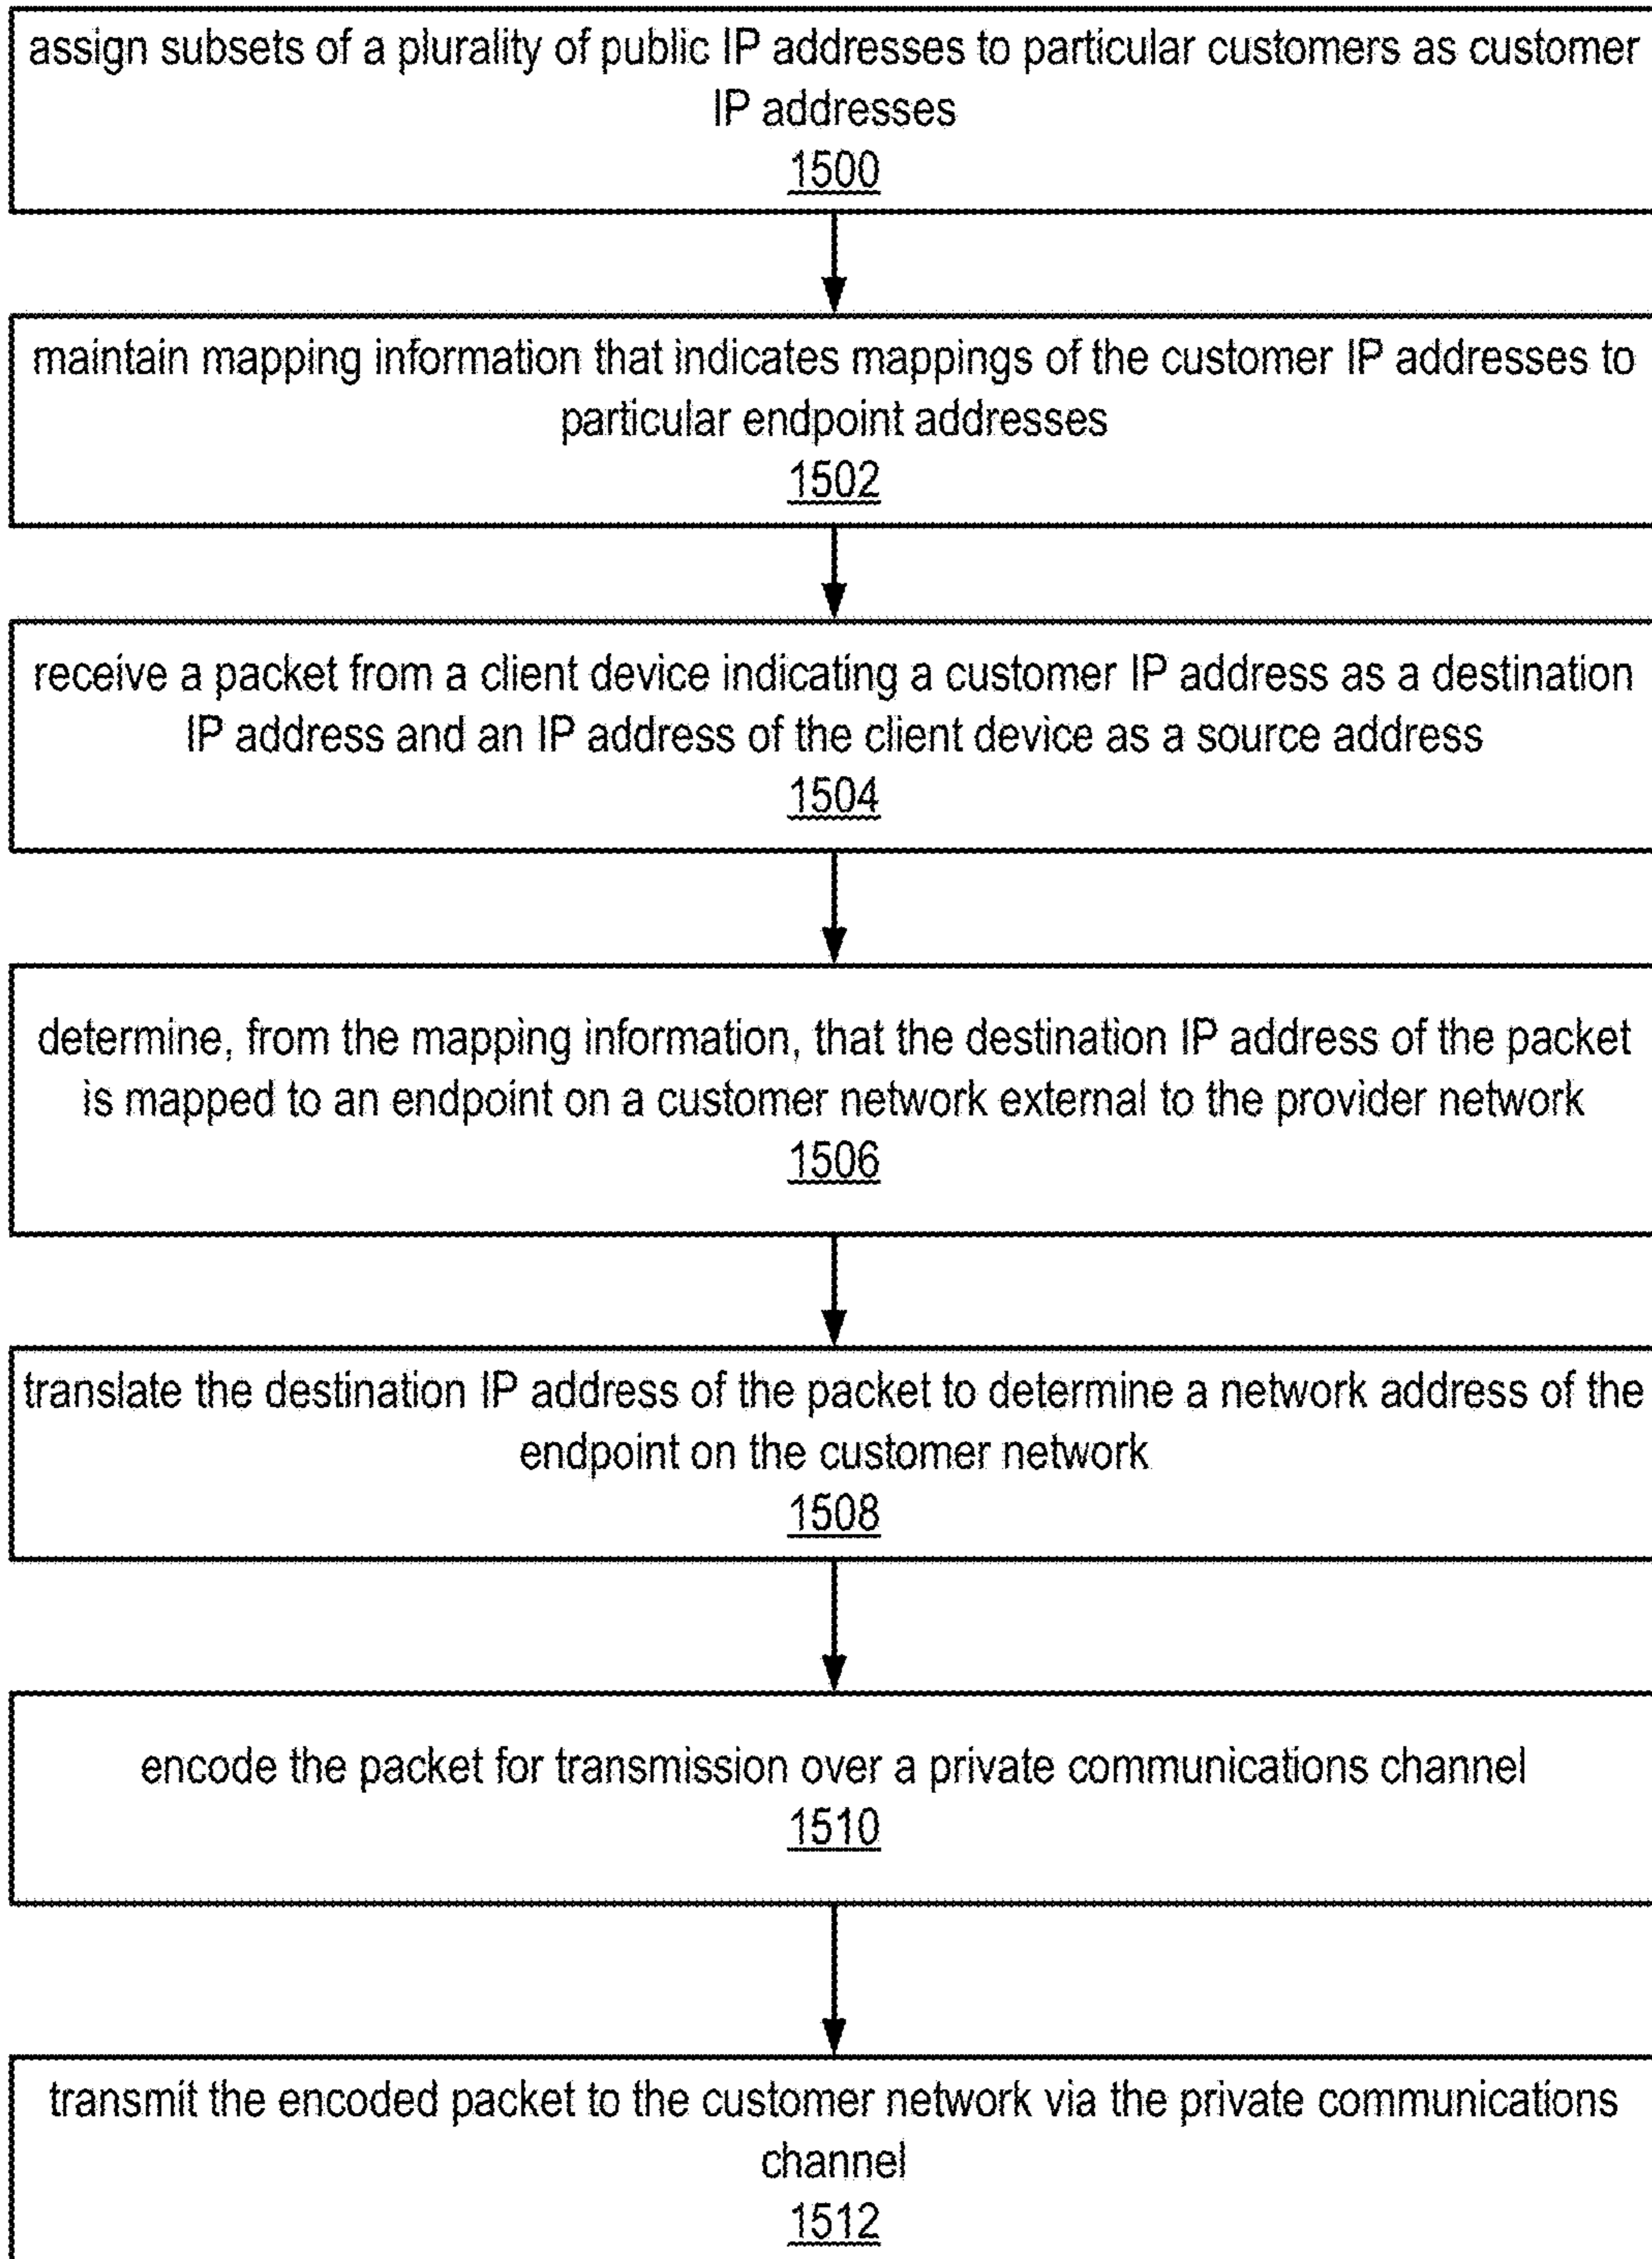 assign subsets of a plurality of public IP addresses to particular customers as customer
IP addresses
1500
maintain mapping information that indicates mappings of the customer IP addresses to
particular endpoint addresses
1502
receive a packet from a client device indicating a customer IP address as a destination
IP address and an IP address of the client device as a source address
1504
determine, from the mapping information, that the destination IP address of the packet
is mapped to an endpoint on a customer network external to the provider network
1506
translate the destination IP address of the packet to determine a network address of the
endpoint on the customer network
1508
encode the packet for transmission over a private communications channel
1510
transmit the encoded packet to the customer network via the private communications
channel
1512